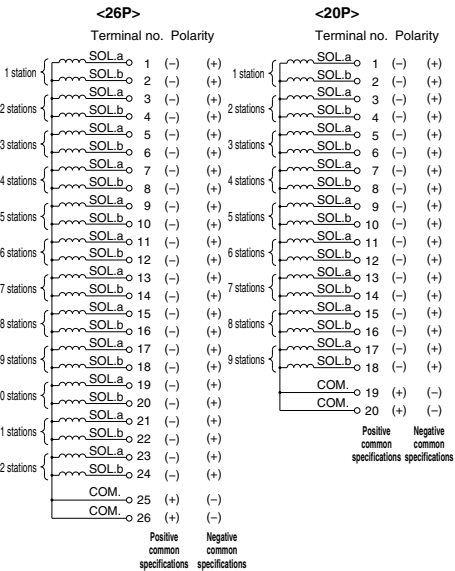 <26P>
Terminal no. Polarity
1 station
SOL.a 1 (−) (+)
SOL.b 2 (−) (+)
2 stations
SOL.a 3 (−) (+)
SOL.b 4 (−) (+)
3 stations
SOL.a 5 (−) (+)
SOL.b 6 (−) (+)
4 stations
SOL.a 7 (−) (+)
SOL.b 8 (−) (+)
5 stations
SOL.a 9 (−) (+)
SOL.b 10 (−) (+)
6 stations
SOL.a 11 (−) (+)
SOL.b 12 (−) (+)
7 stations
SOL.a 13 (−) (+)
SOL.b 14 (−) (+)
8 stations
SOL.a 15 (−) (+)
SOL.b 16 (−) (+)
9 stations
SOL.a 17 (−) (+)
SOL.b 18 (−) (+)
0 stations
SOL.a 19 (−) (+)
SOL.b 20 (−) (+)
1 stations
SOL.a 21 (−) (+)
SOL.b 22 (−) (+)
2 stations
SOL.a 23 (−) (+)
SOL.b 24 (−) (+)
COM. 25 (+) (−)
COM. 26 (+) (−)
Positive common specifications
Negative common specifications
<20P>
Terminal no. Polarity
1 station
SOL.a 1 (−) (+)
SOL.b 2 (−) (+)
2 stations
SOL.a 3 (−) (+)
SOL.b 4 (−) (+)
3 stations
SOL.a 5 (−) (+)
SOL.b 6 (−) (+)
4 stations
SOL.a 7 (−) (+)
SOL.b 8 (−) (+)
5 stations
SOL.a 9 (−) (+)
SOL.b 10 (−) (+)
6 stations
SOL.a 11 (−) (+)
SOL.b 12 (−) (+)
7 stations
SOL.a 13 (−) (+)
SOL.b 14 (−) (+)
8 stations
SOL.a 15 (−) (+)
SOL.b 16 (−) (+)
9 stations
SOL.a 17 (−) (+)
SOL.b 18 (−) (+)
COM. 19 (+) (−)
COM. 20 (+) (−)
Positive common specifications
Negative common specifications